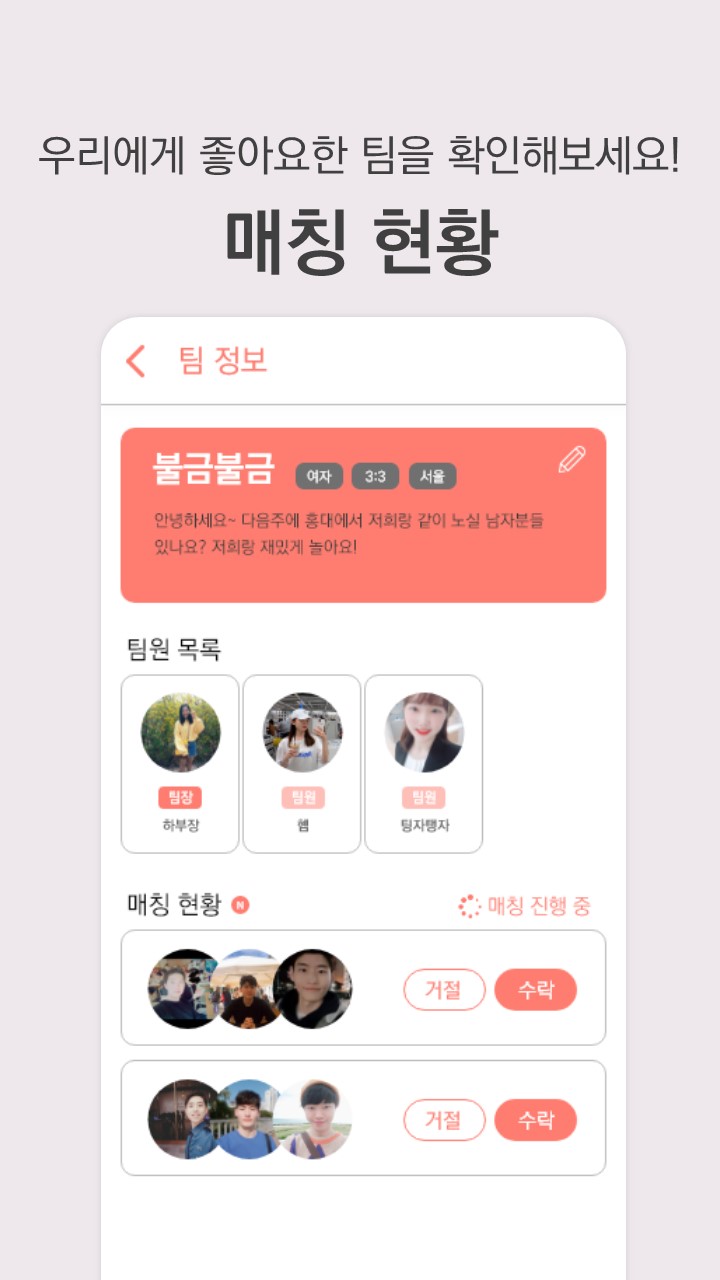 우리에게 좋아요한 팀을 확인해보세요!
매칭 현황
팀 정보
불금불금 여자 3:3 서울
안녕하세요~ 다음주에 홍대에서 저희랑 같이 노실 남자분들
있나요? 저희랑 재밌게 놀아요!
팀원 목록
팀장 팀원 팀원
하부장 헴 팅자탱자
매칭 현황 N 매칭 진행 중
거절 수락
거절 수락